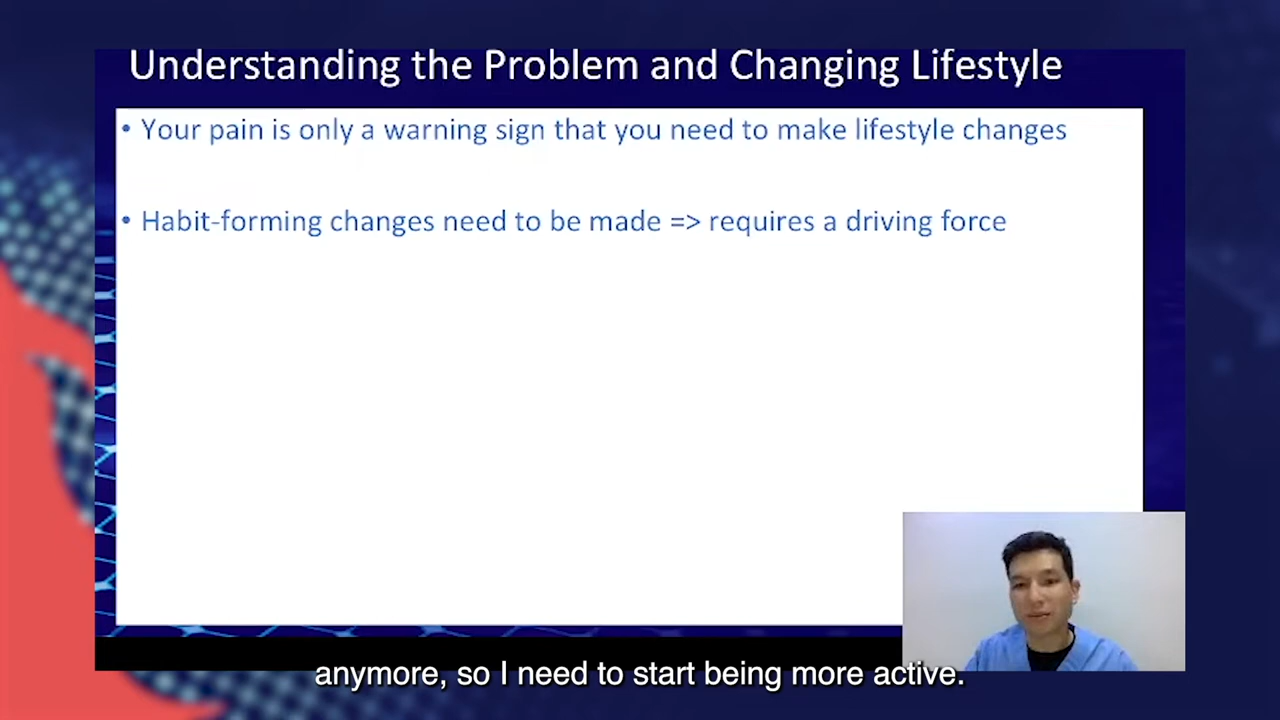 Understanding the Problem and Changing Lifestyle
• Your pain is only a warning sign that you need to make lifestyle changes
• Habit-forming changes need to be made => requires a driving force
anymore, so I need to start being more active.